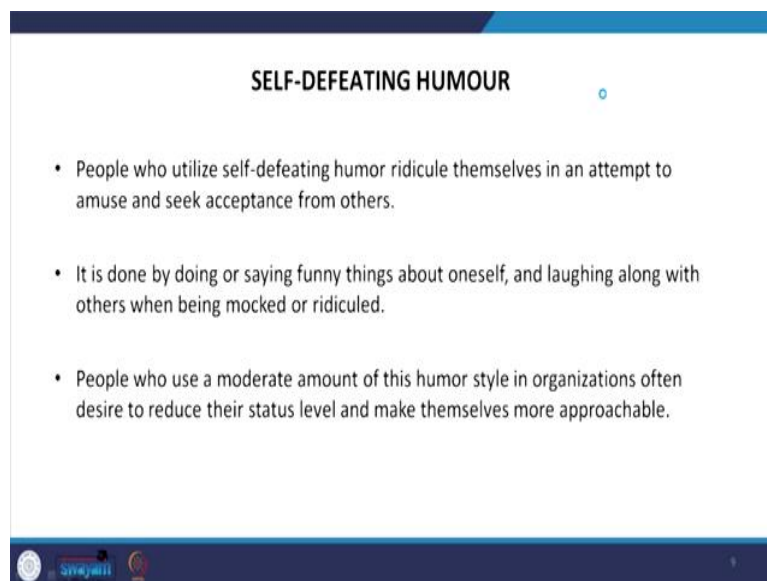 SELF-DEFEATING HUMOUR
• People who utilize self-defeating humor ridicule themselves in an attempt to
amuse and seek acceptance from others.
• It is done by doing or saying funny things about oneself, and laughing along with
others when being mocked or ridiculed.
• People who use a moderate amount of this humor style in organizations often
desire to reduce their status level and make themselves more approachable.
swayam
9